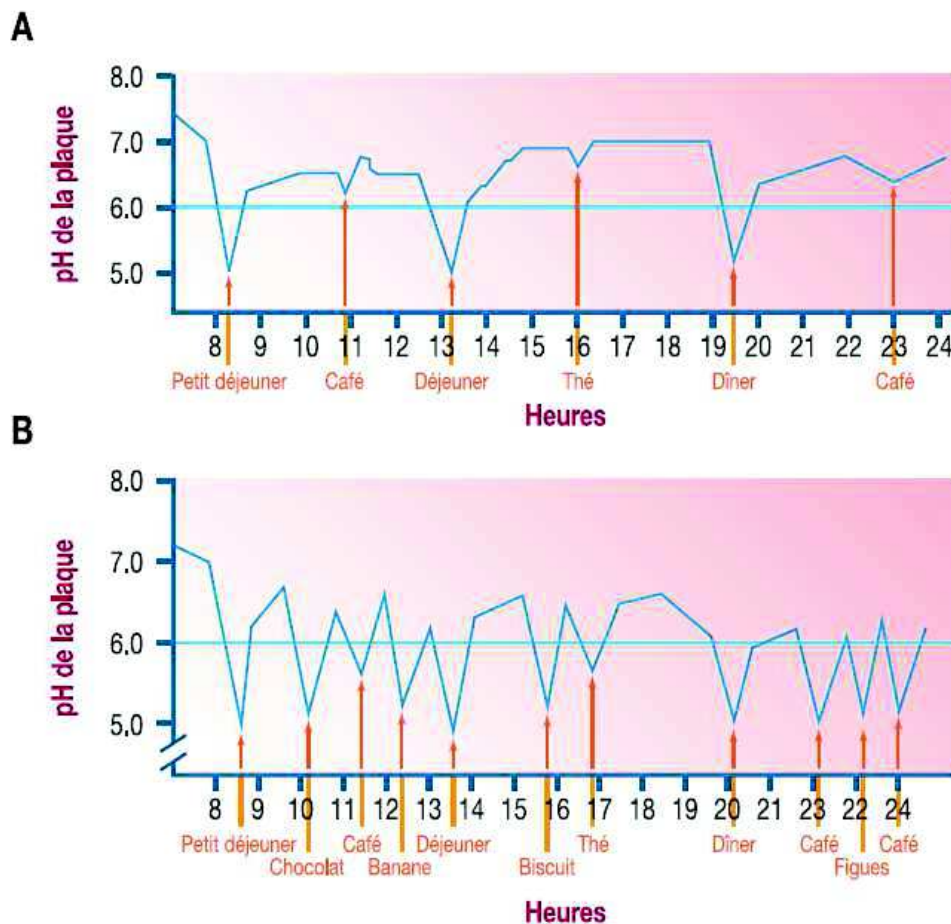 A
pH de la plaque
8.0
7.0
6.0
5.0
8 9 10 11 12 13 14 15 16 17 18 19 20 21 22 23 24
Petit déjeuner Café Déjeuner Thé Dîner Café
Heures
B
pH de la plaque
8.0
7.0
6.0
5.0
8 9 10 11 12 13 14 15 16 17 18 19 20 21 23 22 24
Petit déjeuner Café Déjeuner Thé Dîner Café Café
Chocolat Banane Biscuit Figues
Heures